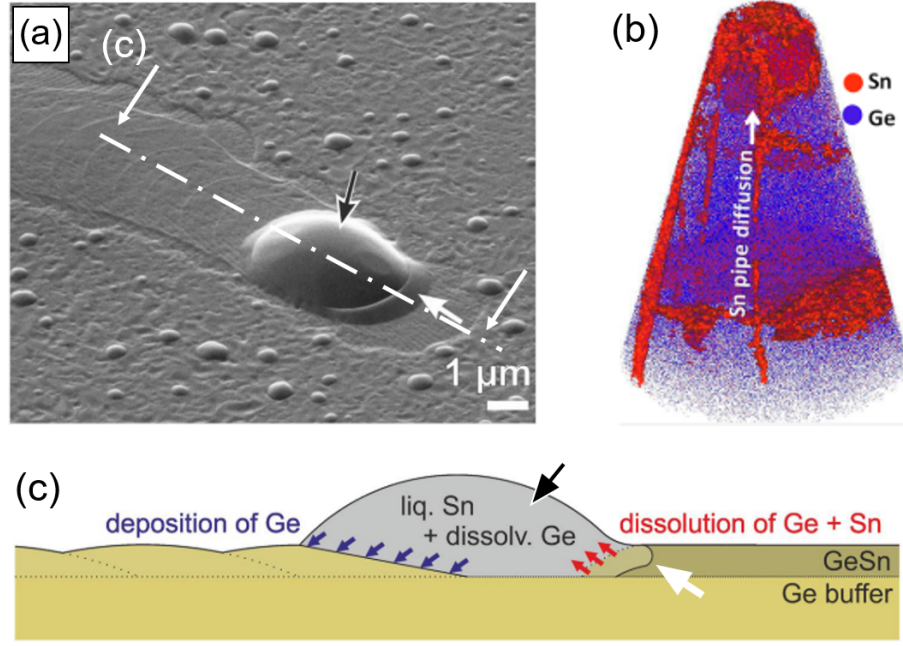 (a)
(c)
1 µm
(b)
Sn
Ge
Sn pipe diffusion
(c)
deposition of Ge
liq. Sn
+ dissolv. Ge
dissolution of Ge + Sn
GeSn
Ge buffer